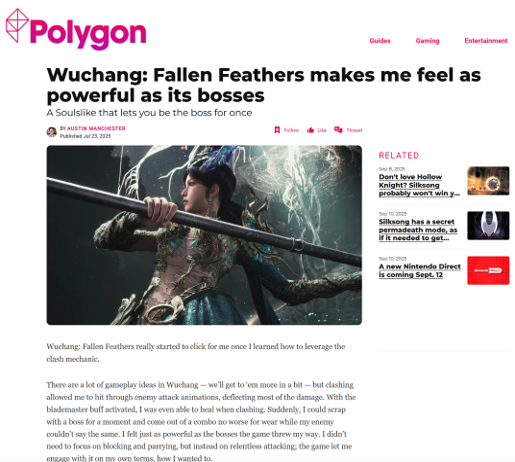 Polygon
Guides Gaming Entertainment
Wuchang: Fallen Feathers makes me feel as
powerful as its bosses
A Soulslike that lets you be the boss for once
BY AUSTIN MANCHESTER
Published Jul 23, 2025
Follow Like Thread
RELATED
Sep 8, 2025
Don't love Hollow
Knight? Silksong
probably won't win y...
Sep 10, 2025
Silksong has a secret
permadeath mode, as
if it needed to get...
Sep 10, 2025
A new Nintendo Direct
is coming Sept. 12
Wuchang: Fallen Feathers really started to click for me once I learned how to leverage the
clash mechanic.
There are a lot of gameplay ideas in Wuchang — we'll get to 'em more in a bit — but clashing
allowed me to hit through enemy attack animations, deflecting most of the damage. With the
blademaster buff activated, I was even able to heal when clashing. Suddenly, I could scrap
with a boss for a moment and come out of a combo no worse for wear while my enemy
couldn't say the same. I felt just as powerful as the bosses the game threw my way. I didn't
need to focus on blocking and parrying, but instead on relentless attacking; the game let me
engage with it on my own terms, how I wanted to.